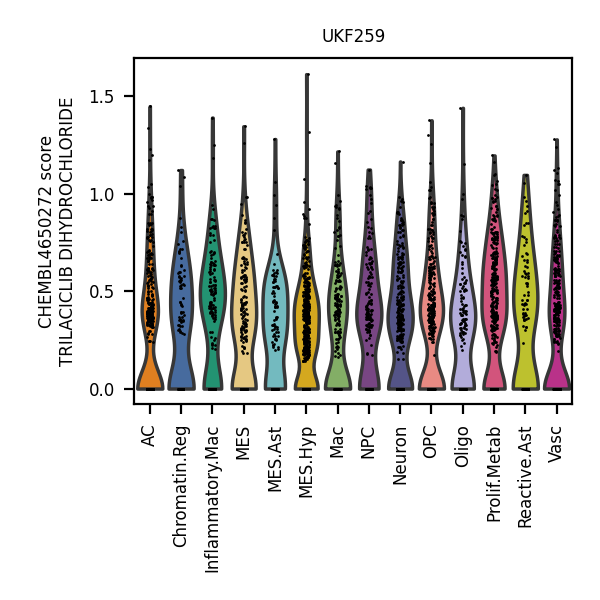 UKF259
CHEMBL4650272 score
TRILACICLIB DIHYDROCHLORIDE
1.5
1.0
0.5
0.0
AC
Chromatin.Reg
Inflammatory.Mac
MES
MES.Ast
MES.Hyp
Mac
NPC
Neuron
OPC
Oligo
Prolif.Metab
Reactive.Ast
Vasc